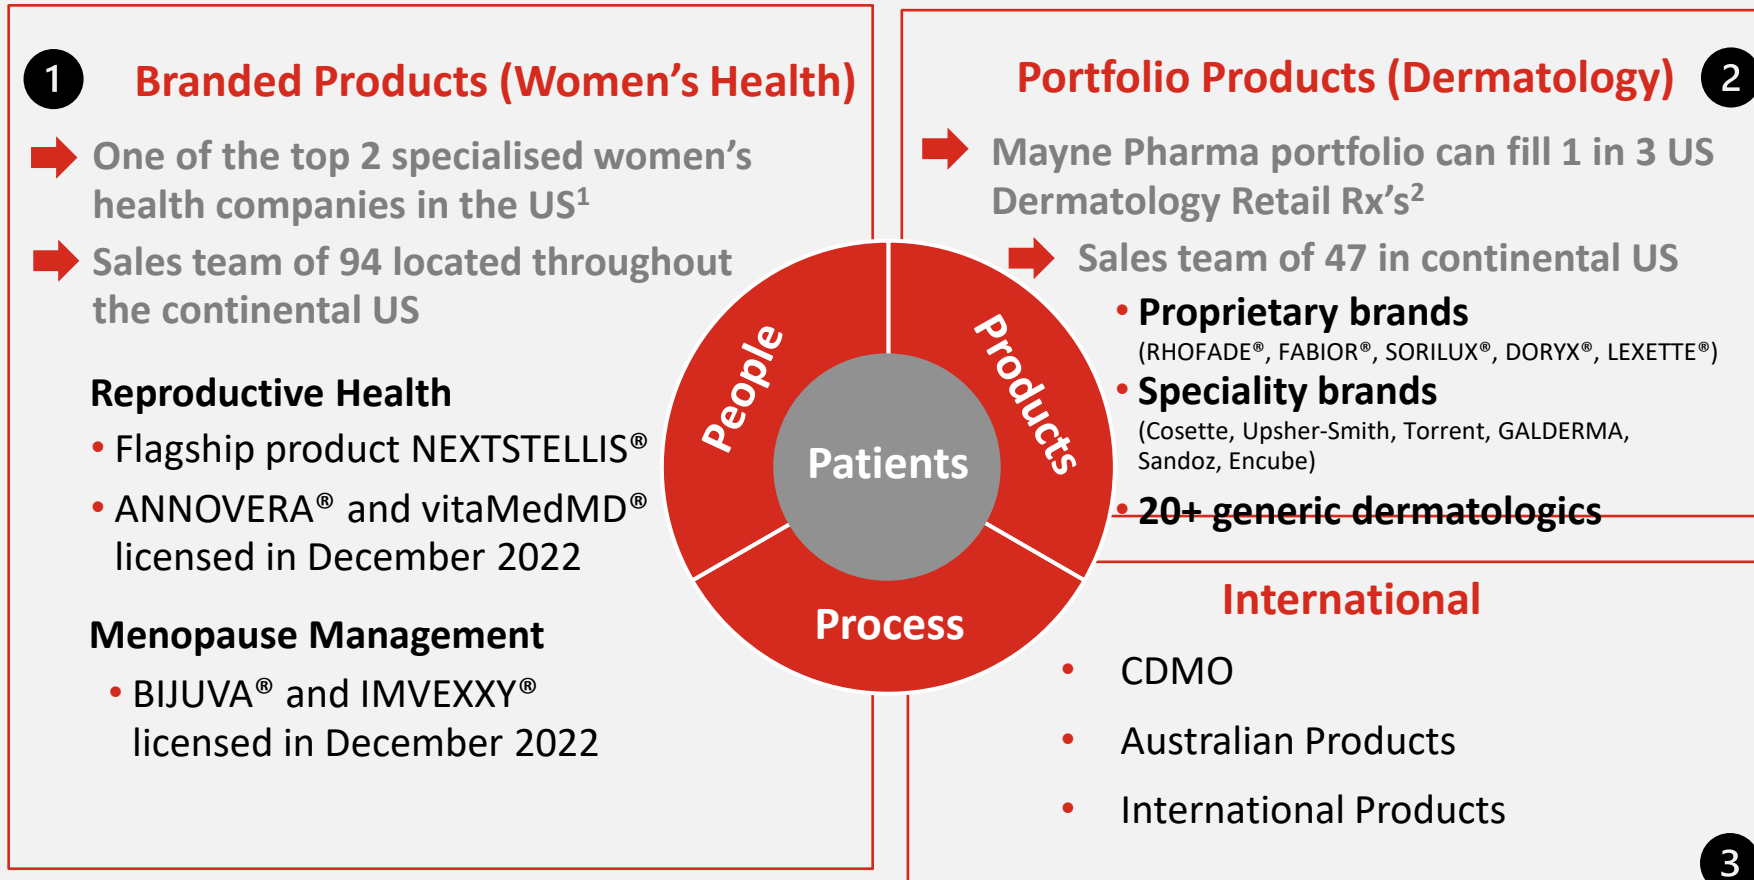 1
Branded Products (Women’s Health)
One of the top 2 specialised women’s
health companies in the US¹
Sales team of 94 located throughout
the continental US
Reproductive Health
• Flagship product NEXTSTELLIS®
• ANNOVERA® and vitaMedMD®
licensed in December 2022
Menopause Management
• BIJUVA® and IMVEXXY®
licensed in December 2022
People
Products
Patients
Process
Portfolio Products (Dermatology)
2
Mayne Pharma portfolio can fill 1 in 3 US
Dermatology Retail Rx’s²
Sales team of 47 in continental US
• Proprietary brands
(RHOFADE®, FABIOR®, SORILUX®, DORYX®, LEXETTE®)
• Speciality brands
(Cosette, Upsher-Smith, Torrent, GALDERMA,
Sandoz, Encube)
• 20+ generic dermatologics
International
• CDMO
• Australian Products
• International Products
3